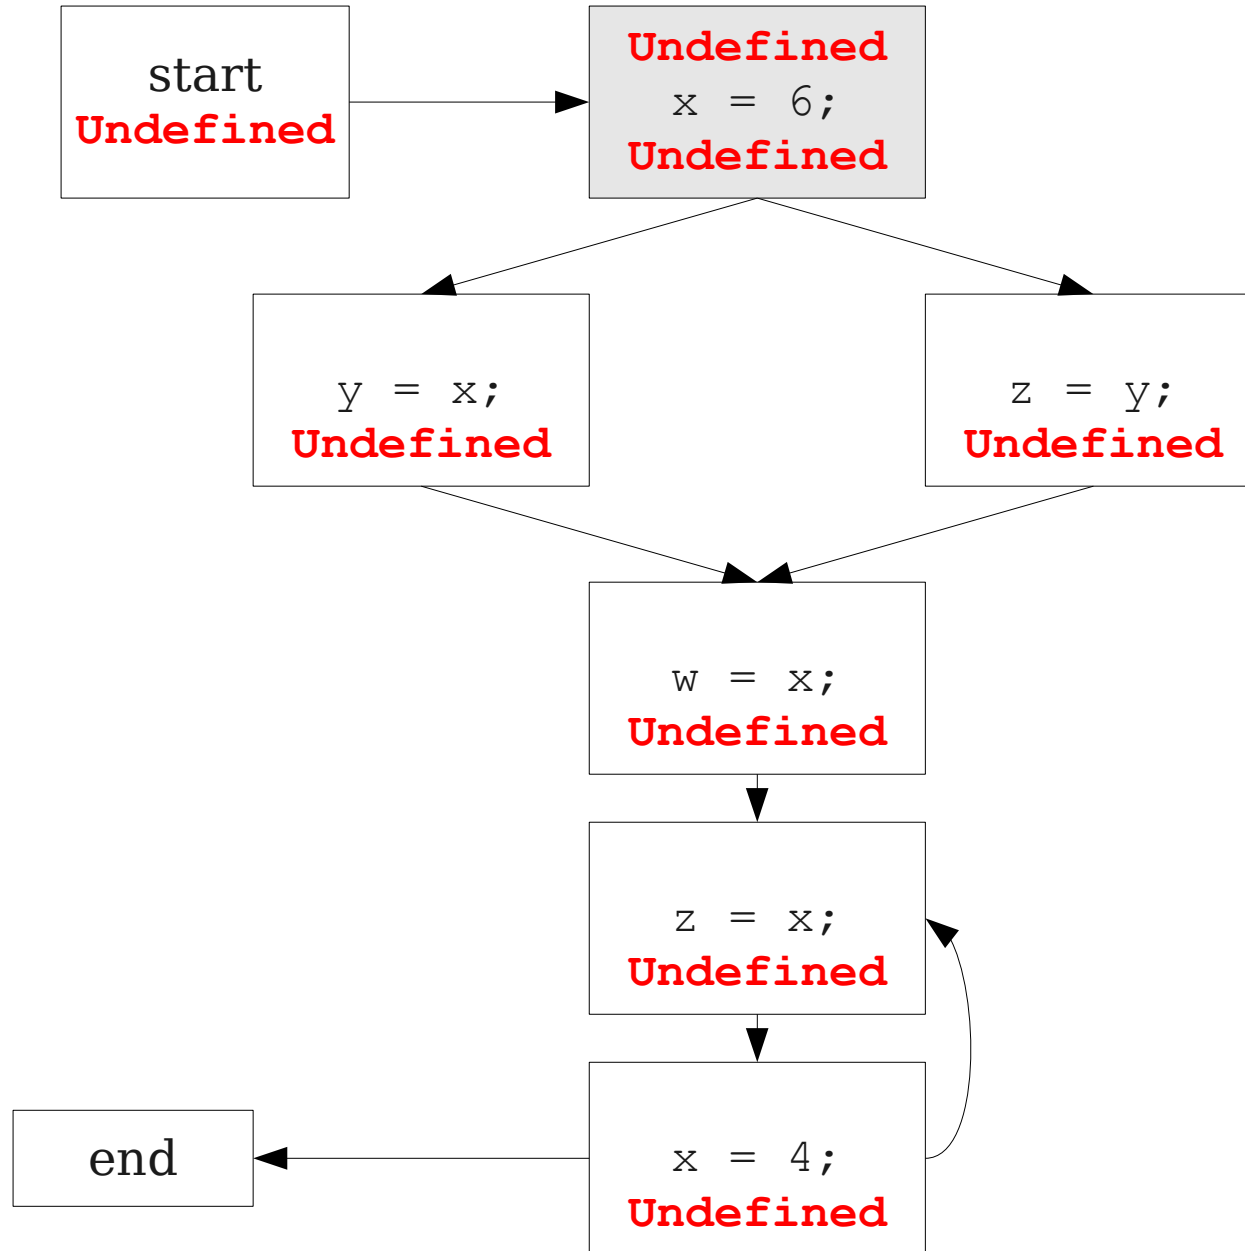 start
Undefined
Undefined
x = 6;
Undefined
y = x;
Undefined
z = y;
Undefined
w = x;
Undefined
z = x;
Undefined
end
x = 4;
Undefined